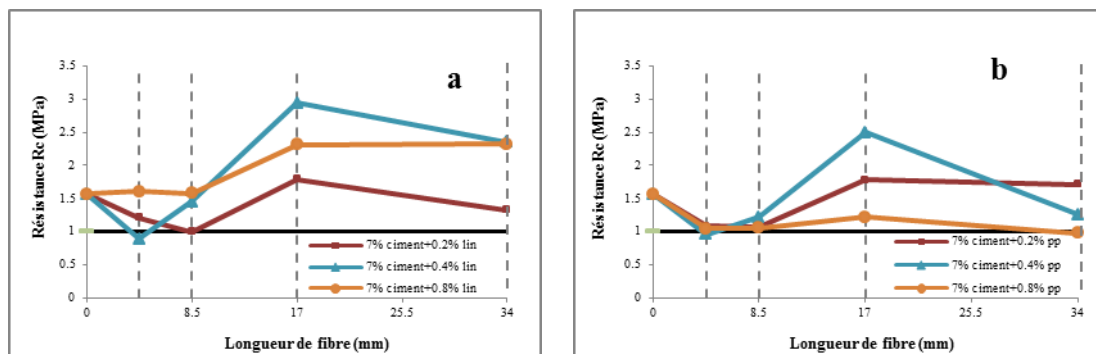 a
Résistance Rc (MPa)
3.5
3
2.5
2
1.5
1
0.5
0
0
8.5
17
25.5
34
Longueur de fibre (mm)
7% ciment+0.2% lin
7% ciment+0.4% lin
7% ciment+0.8% lin
b
Résistance Rc (MPa)
3.5
3
2.5
2
1.5
1
0.5
0
0
8.5
17
25.5
34
Longueur de fibre (mm)
7% ciment+0.2% pp
7% ciment+0.4% pp
7% ciment+0.8% pp